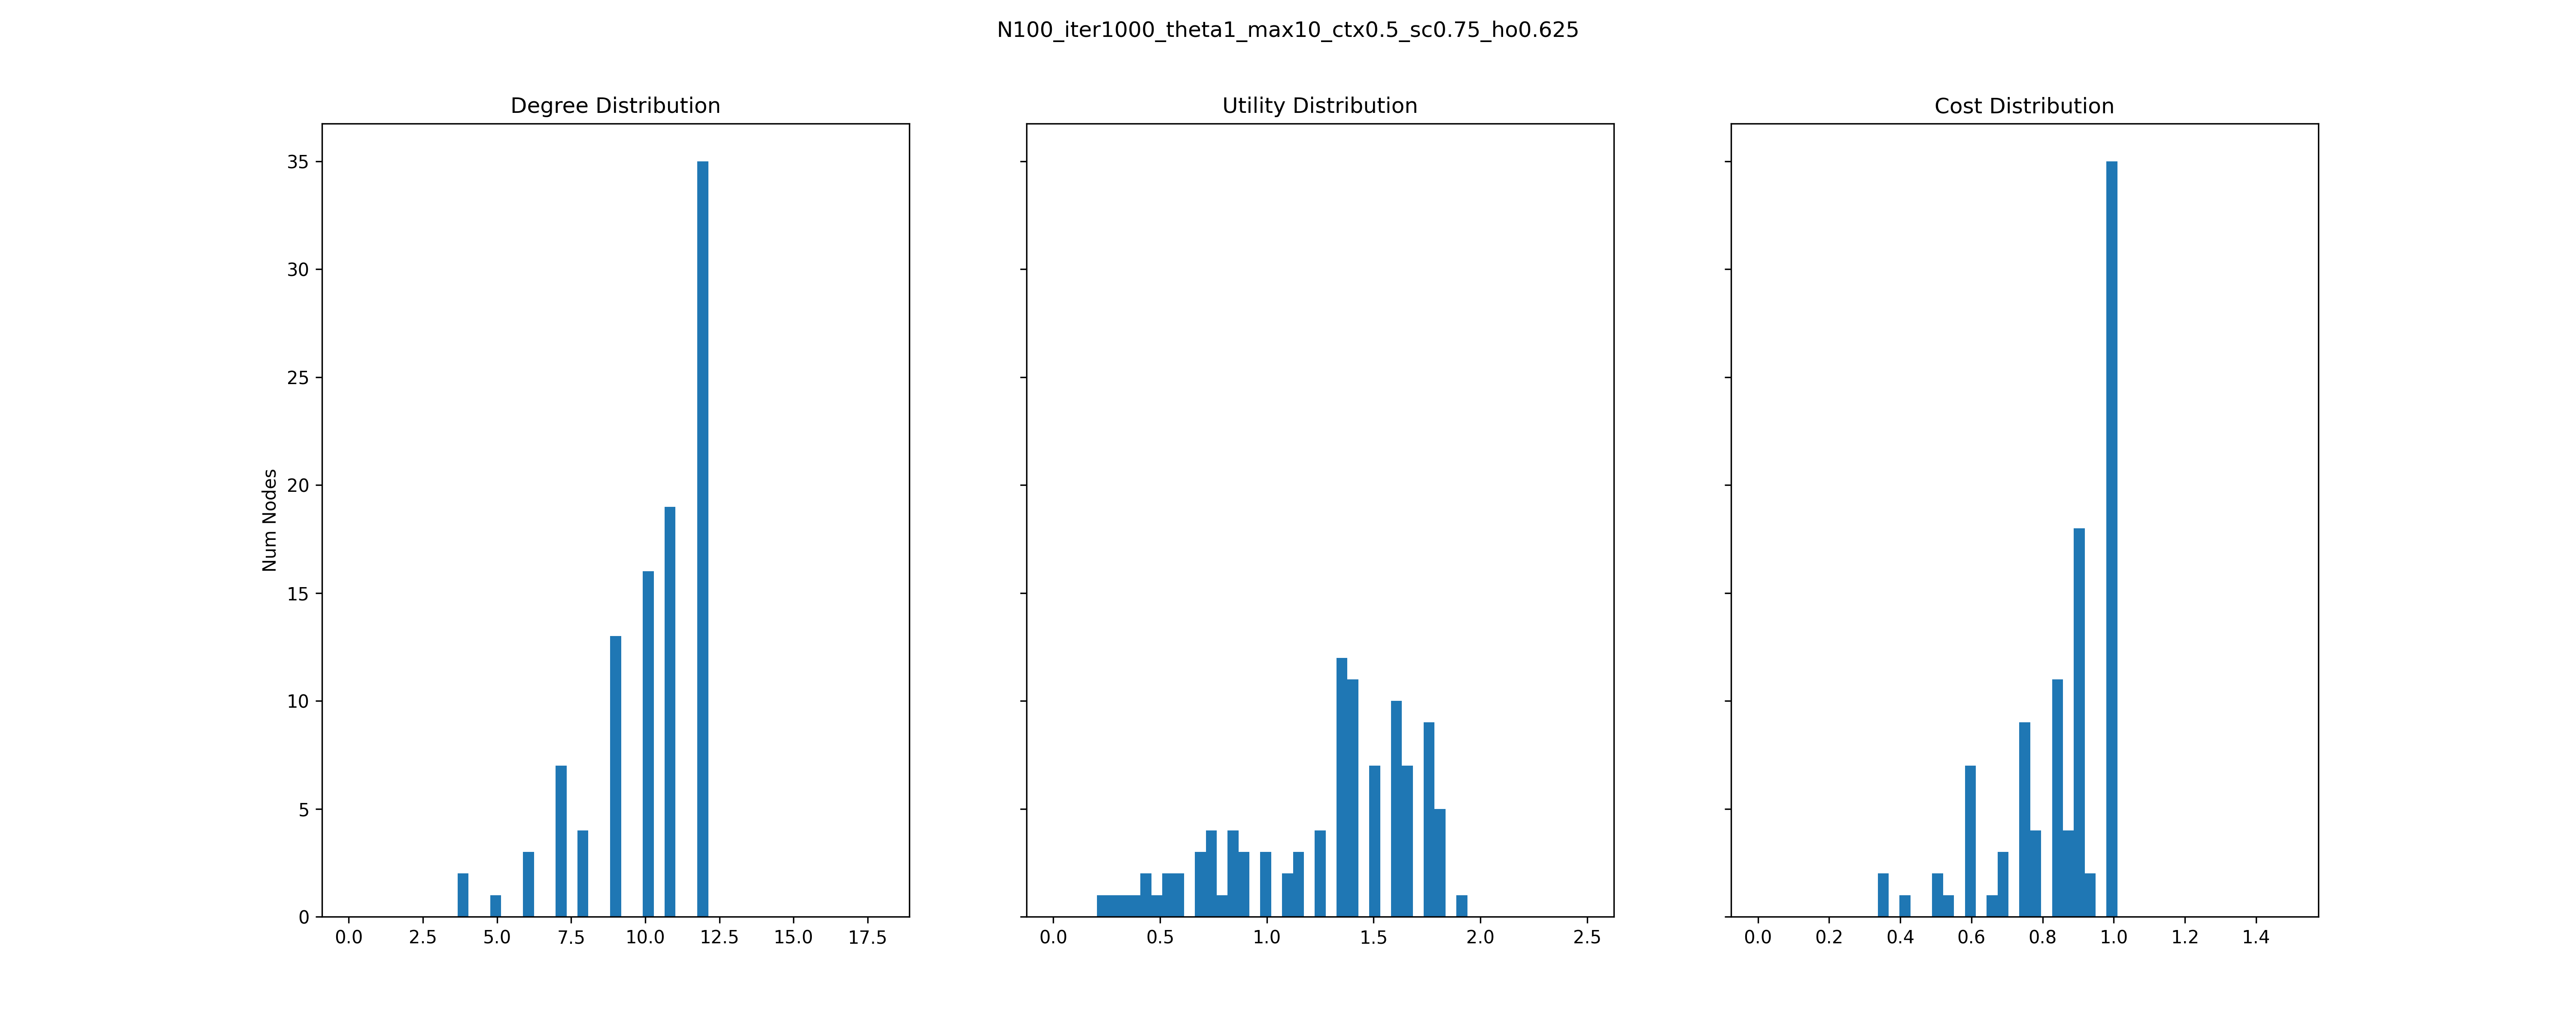 N100_iter1000_theta1_max10_ctx0.5_sc0.75_ho0.625
Degree Distribution
Utility Distribution
Cost Distribution
Num Nodes
35
30
25
20
15
10
5
0
0.0 2.5 5.0 7.5 10.0 12.5 15.0 17.5
0.0 0.5 1.0 1.5 2.0 2.5
0.0 0.2 0.4 0.6 0.8 1.0 1.2 1.4